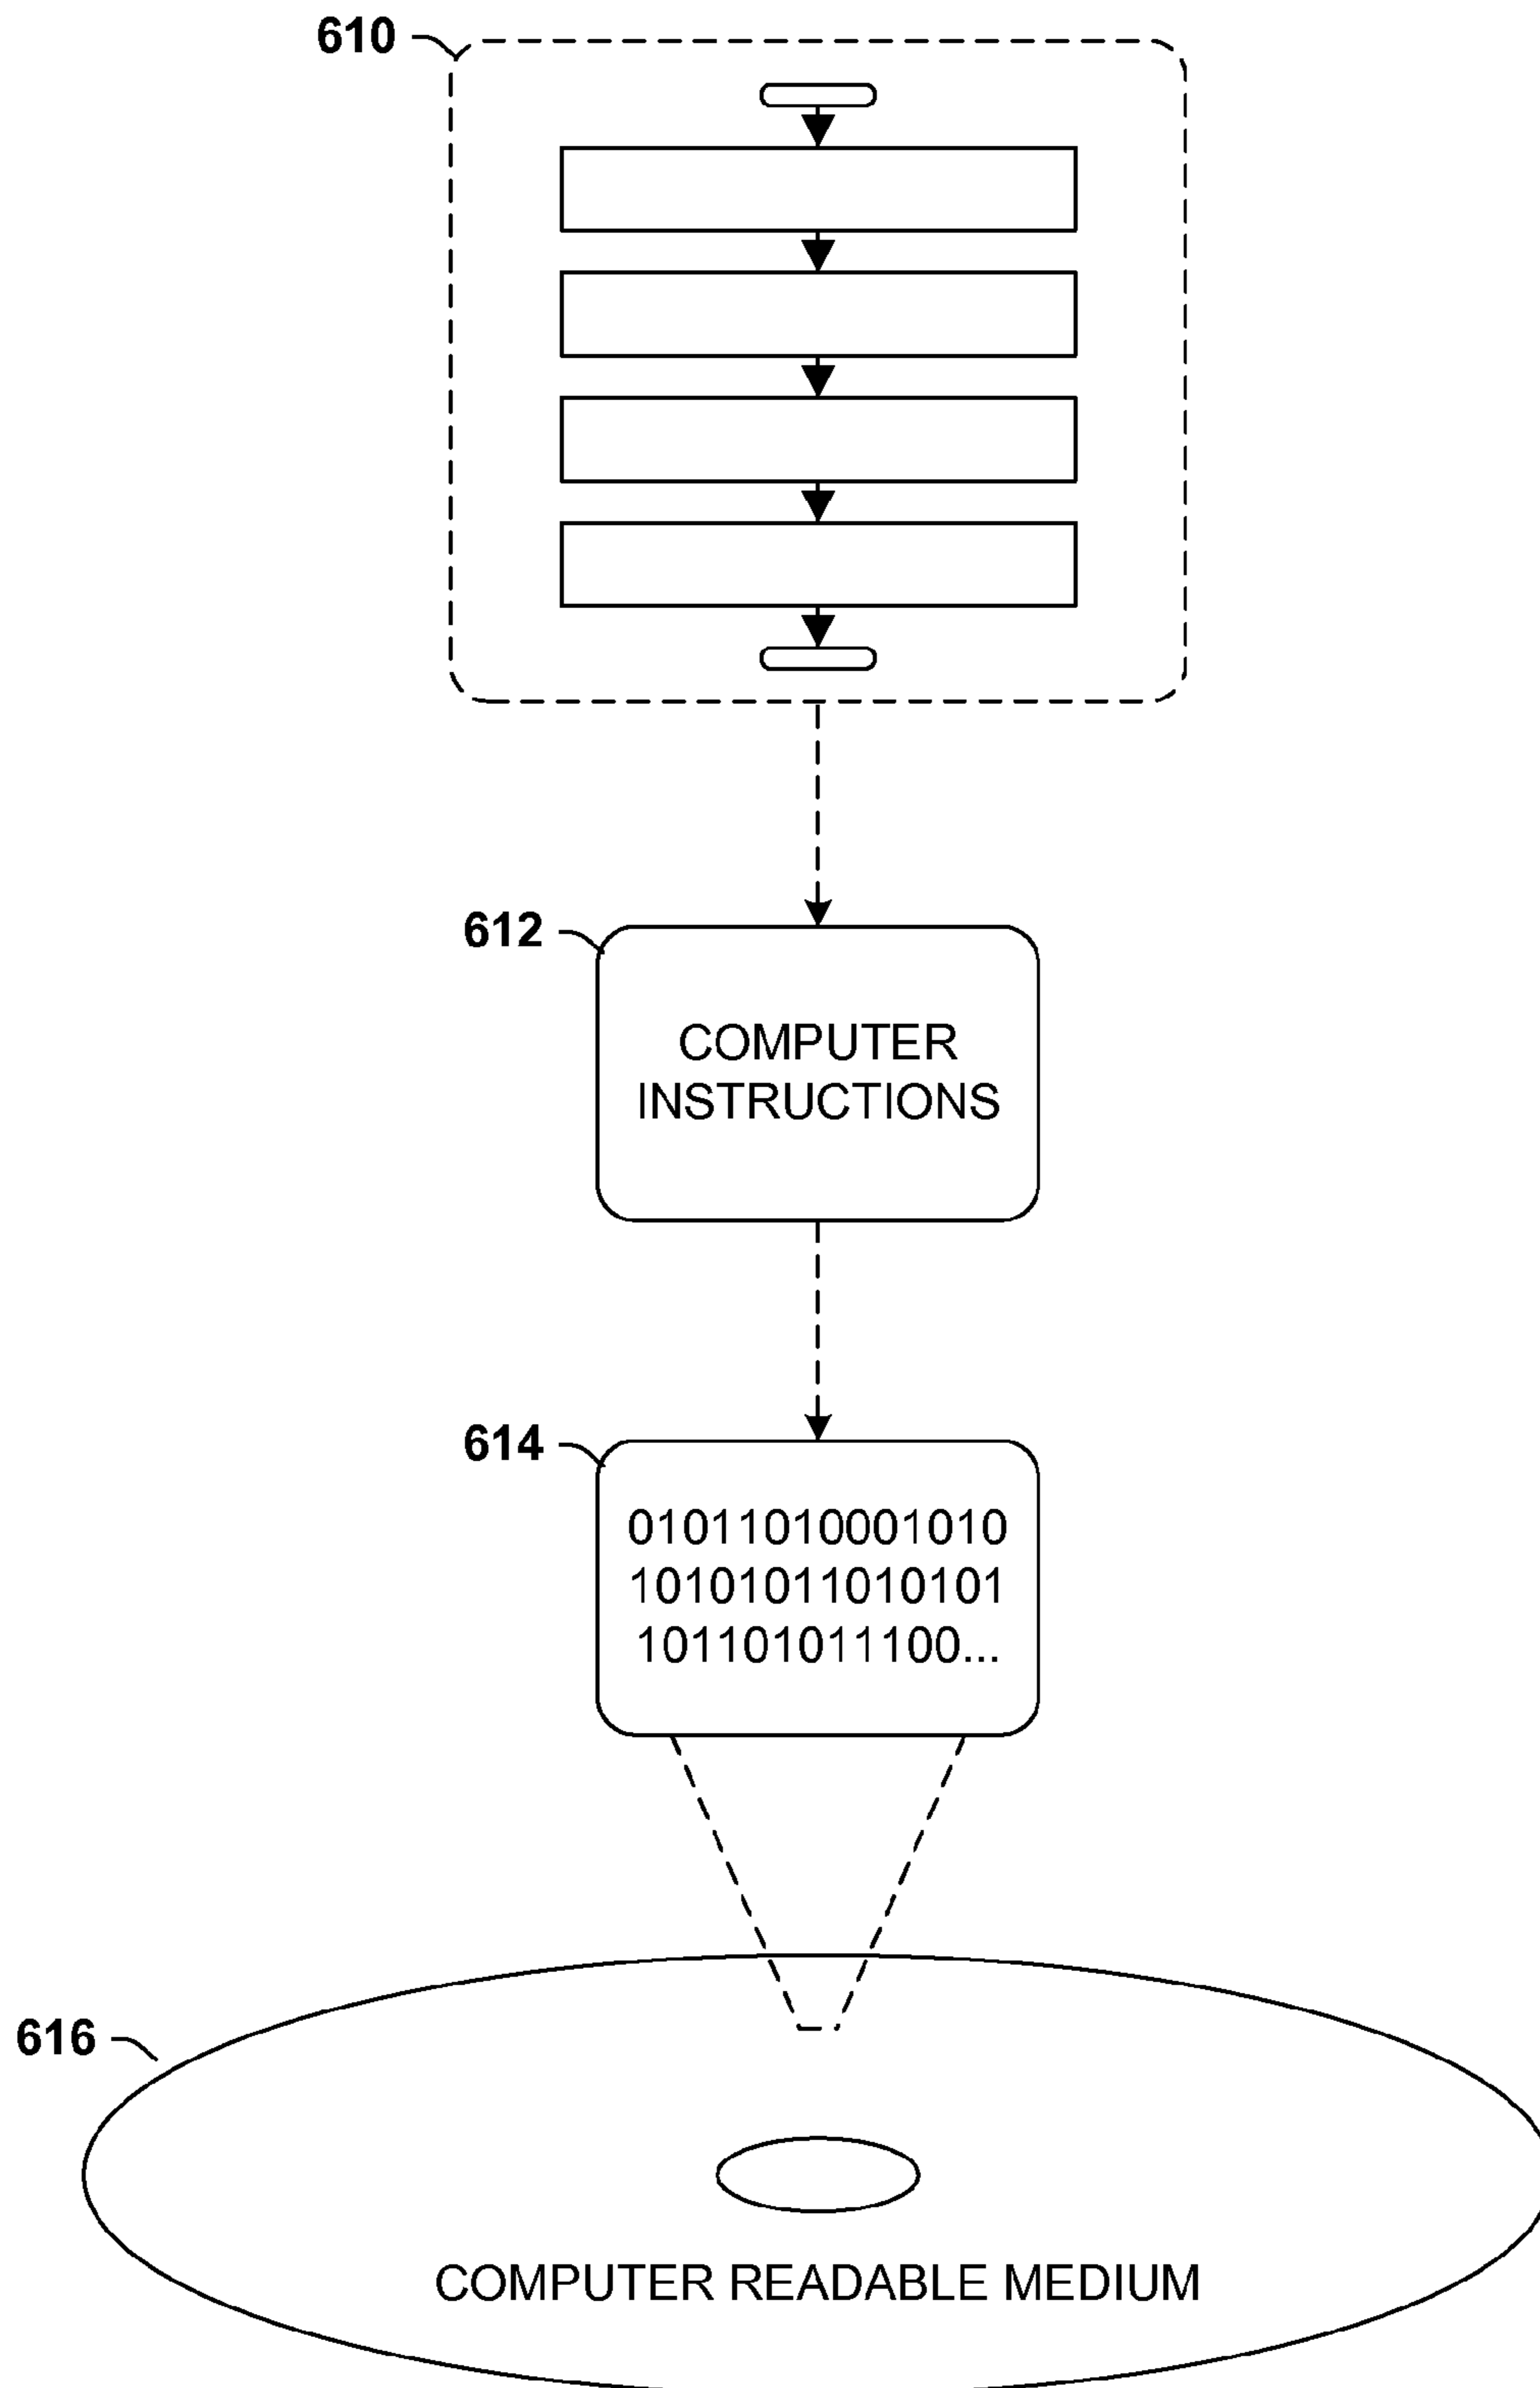 610
612
COMPUTER
INSTRUCTIONS
614
01011010001010
10101011010101
101101011100...
616
COMPUTER READABLE MEDIUM